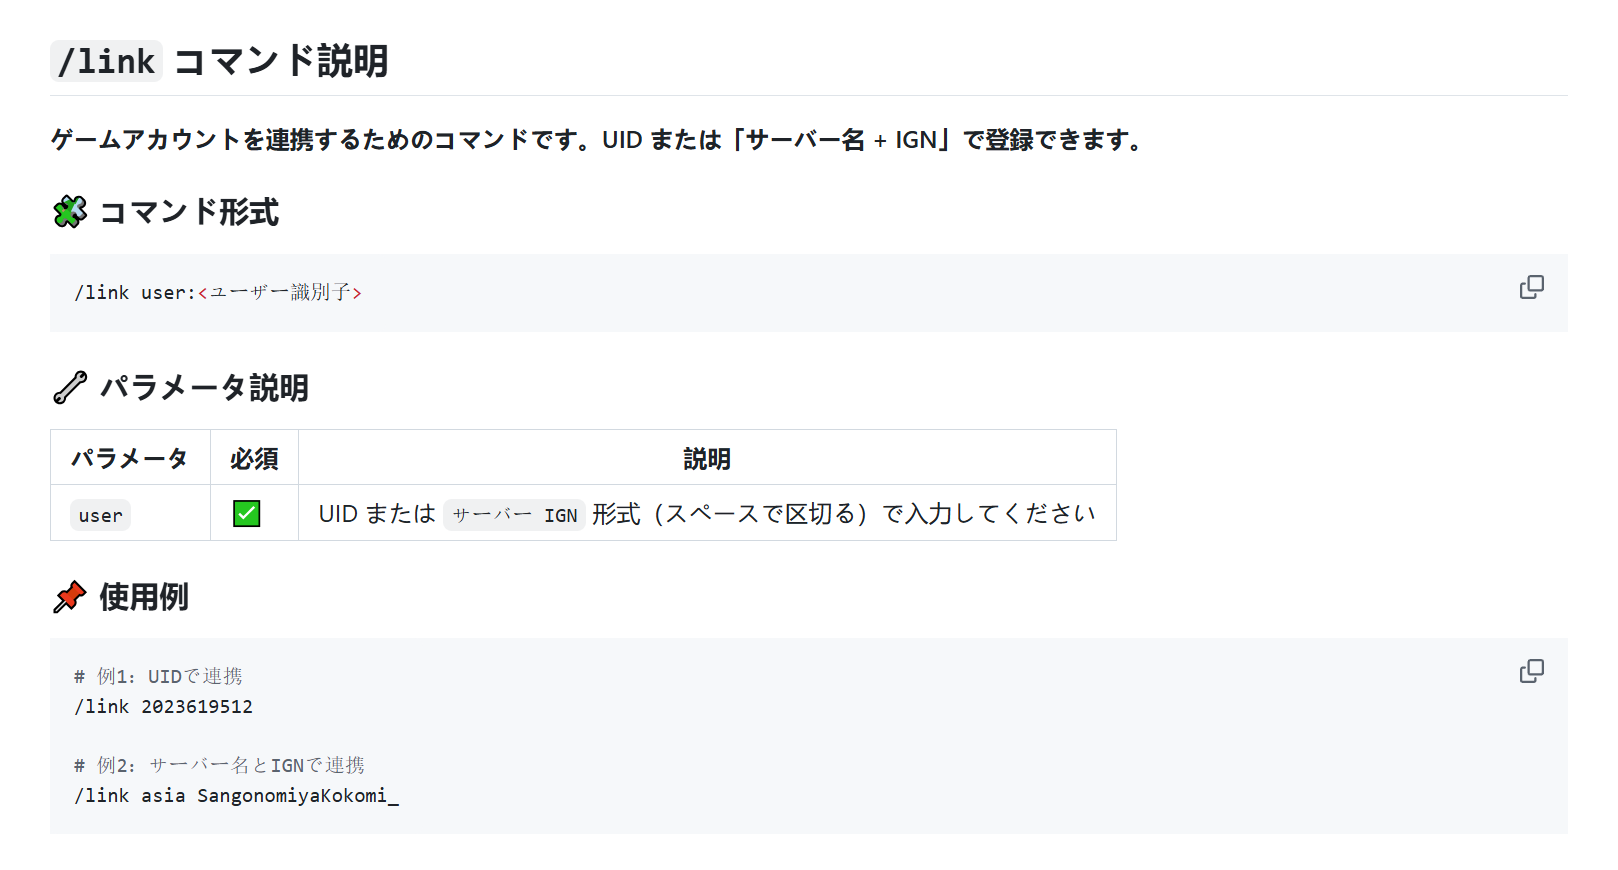 /link コマンド説明
ゲームアカウントを連携するためのコマンドです。UID または「サーバー名 + IGN」で登録できます。
🧩 コマンド形式
/link user:<ユーザー識別子>
🔧 パラメータ説明
パラメータ 必須 説明
user ✅ UID または サーバー IGN 形式（スペースで区切る）で入力してください
📌 使用例
# 例1: UIDで連携
/link 2023619512
# 例2: サーバー名とIGNで連携
/link asia SangonomiyaKokomi_